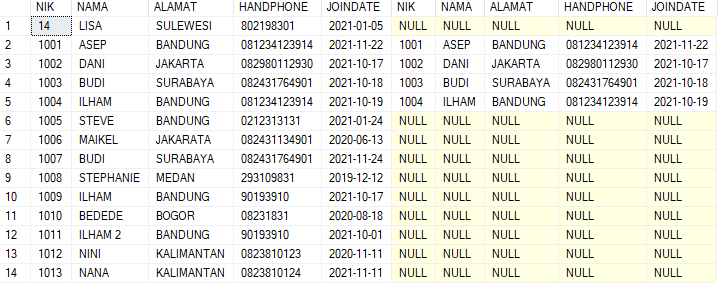 NIK NAMA ALAMAT HANDPHONE JOINDATE NIK NAMA ALAMAT HANDPHONE JOINDATE
1 14 LISA SULEWESI 802198301 2021-01-05 NULL NULL NULL NULL NULL
2 1001 ASEP BANDUNG 081234123914 2021-11-22 1001 ASEP BANDUNG 081234123914 2021-11-22
3 1002 DANI JAKARTA 082980112930 2021-10-17 1002 DANI JAKARTA 082980112930 2021-10-17
4 1003 BUDI SURABAYA 082431764901 2021-10-18 1003 BUDI SURABAYA 082431764901 2021-10-18
5 1004 ILHAM BANDUNG 081234123914 2021-10-19 1004 ILHAM BANDUNG 081234123914 2021-10-19
6 1005 STEVE BANDUNG 0212313131 2021-01-24 NULL NULL NULL NULL NULL
7 1006 MAIKEL JAKARATA 082431134901 2020-06-13 NULL NULL NULL NULL NULL
8 1007 BUDI SURABAYA 082431764901 2021-11-24 NULL NULL NULL NULL NULL
9 1008 STEPHANIE MEDAN 293109831 2019-12-12 NULL NULL NULL NULL NULL
10 1009 ILHAM BANDUNG 90193910 2021-10-17 NULL NULL NULL NULL NULL
11 1010 BEDEDE BOGOR 08231831 2020-08-18 NULL NULL NULL NULL NULL
12 1011 ILHAM 2 BANDUNG 90193910 2021-10-01 NULL NULL NULL NULL NULL
13 1012 NINI KALIMANTAN 0823810123 2020-11-11 NULL NULL NULL NULL NULL
14 1013 NANA KALIMANTAN 0823810124 2021-11-11 NULL NULL NULL NULL NULL